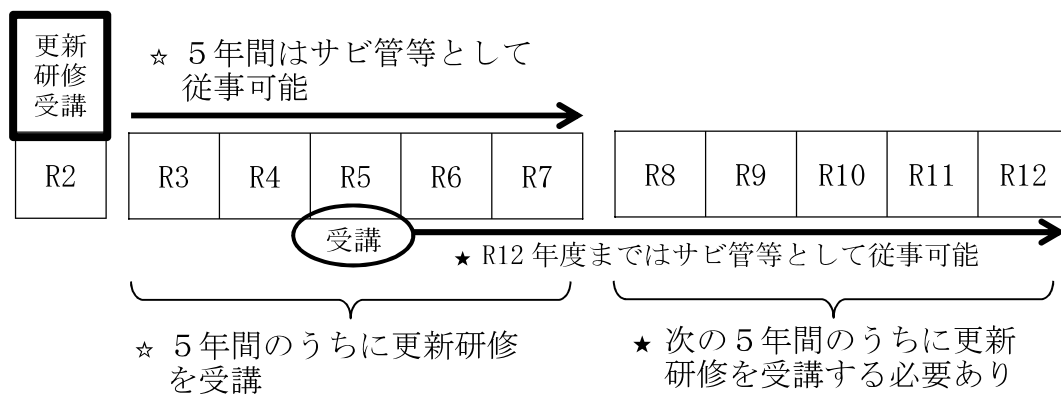 更新
研修
受講
☆ 5年間はサビ管等として
従事可能
R2
R3 R4 R5 R6 R7
R8 R9 R10 R11 R12
受講
★ R12年度まではサビ管等として従事可能
☆ 5年間のうちに更新研修
を受講
★ 次の5年間のうちに更新
研修を受講する必要あり